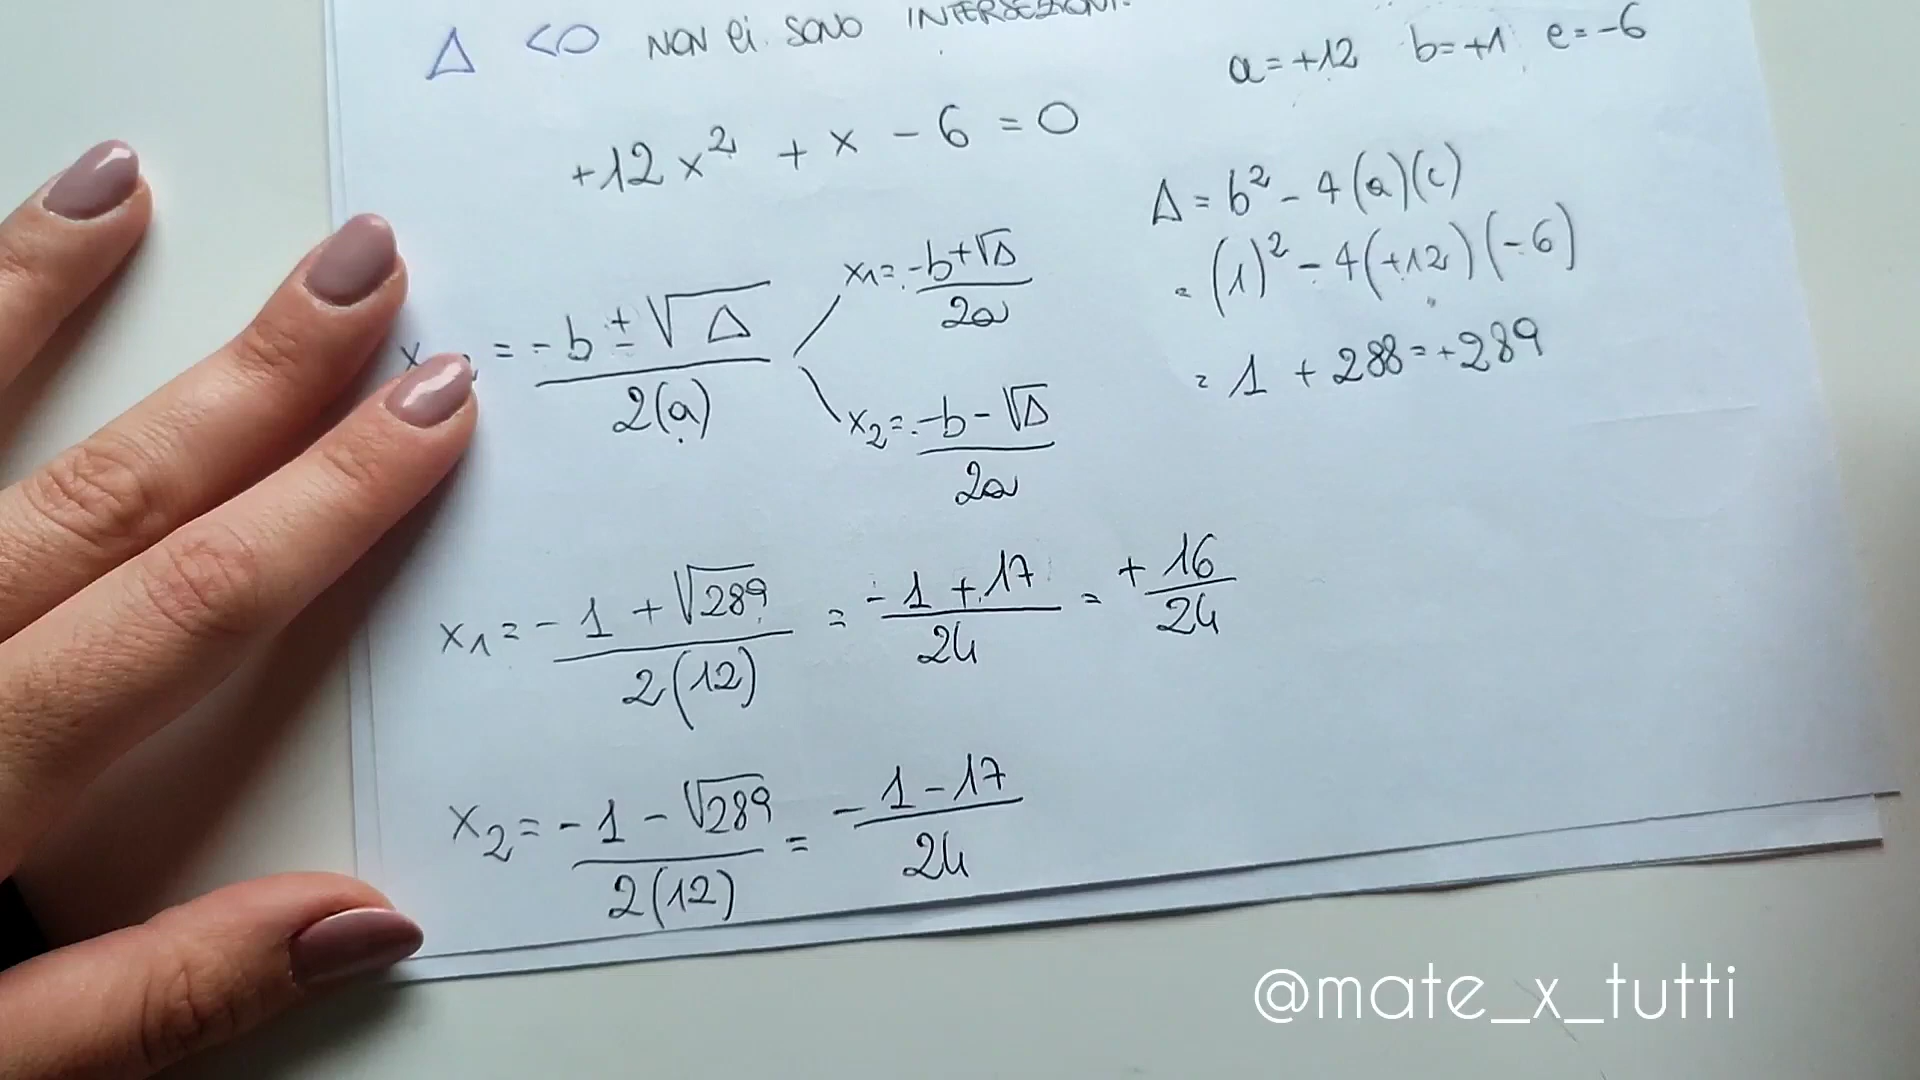 Δ <0 NON CI SONO INTERSEZIONI.
a=+12 b=+1 c=-6
+12x² + x - 6 = 0
Δ = b² - 4(a)(c)
= (1)² - 4(+12)(-6)
= 1 + 288 = +289
= -b ± √Δ / 2(a)
x₁ = -b+√Δ / 2a
x₂ = -b-√Δ / 2a
x₁ = -1 + √289 / 2(12) = -1 + 17 / 24 = + 16 / 24
x₂ = -1 - √289 / 2(12) = -1 - 17 / 24
@mate_x_tutti